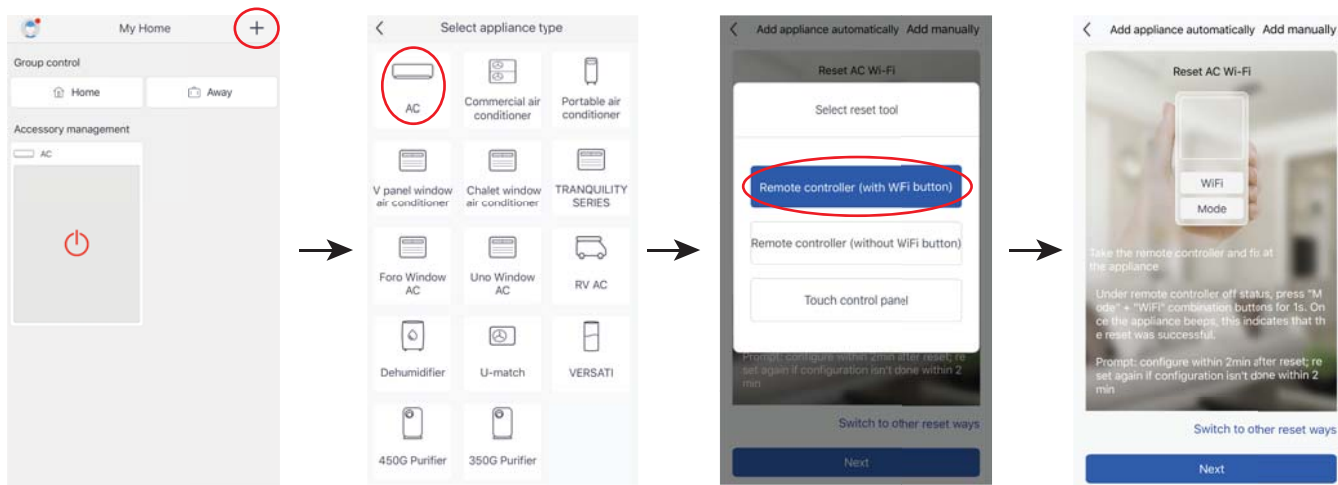 My Home
Group control
Home
Away
Accessory management
AC
Select appliance type
AC
Commercial air
conditioner
Portable air
conditioner
V panel window
air conditioner
Chalet window
air conditioner
TRANQUILITY
SERIES
Foro Window
AC
Uno Window
AC
RV AC
Dehumidifier
U-match
VERSATI
450G Purifier
350G Purifier
Add appliance automatically Add manually
Reset AC Wi-Fi
Select reset tool
Remote controller (with WiFi button)
Remote controller (without WiFi button)
Touch control panel
Prompt: configure within 2min after reset; re
set again if configuration isn't done within 2
min
Switch to other reset ways
Next
Add appliance automatically Add manually
Reset AC Wi-Fi
WiFi
Mode
Take the remote controller and fix at
the appliance
Under remote controller off status, press "M
ode" + "WiFi" combination buttons for 1s. On
ce the appliance beeps, this indicates that th
e reset was successful.
Prompt: configure within 2min after reset; re
set again if configuration isn't done within 2
min
Switch to other reset ways
Next